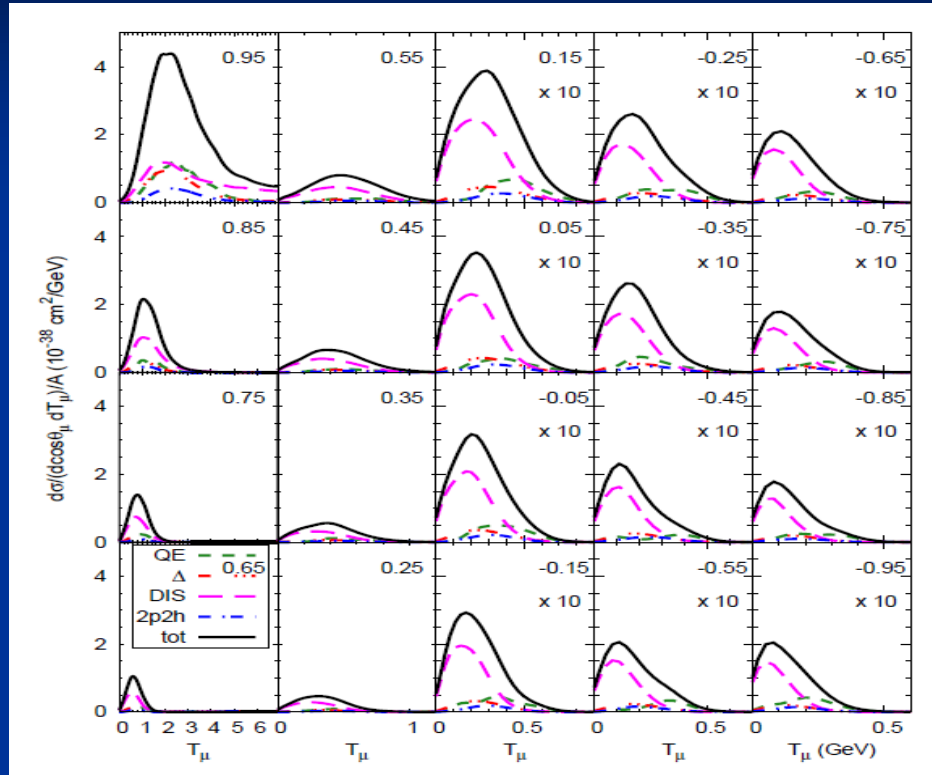 4 0.95 0.55 0.15 -0.25 -0.65
x 10 x 10 x 10
2
0
4 0.85 0.45 0.05 -0.35 -0.75
x 10 x 10 x 10
2
0
4 0.75 0.35 -0.05 -0.45 -0.85
x 10 x 10 x 10
2
0
4 0.65 0.25 -0.15 -0.55 -0.95
x 10 x 10 x 10
2
0
dσ/(dcosθμ dTμ)/A (10⁻³⁸ cm²/GeV)
QE
Δ
DIS
2p2h
tot
0 1 2 3 4 5 6 0 1 0 0.5 0 0.5 0 0.5
Tμ Tμ Tμ Tμ Tμ (GeV)